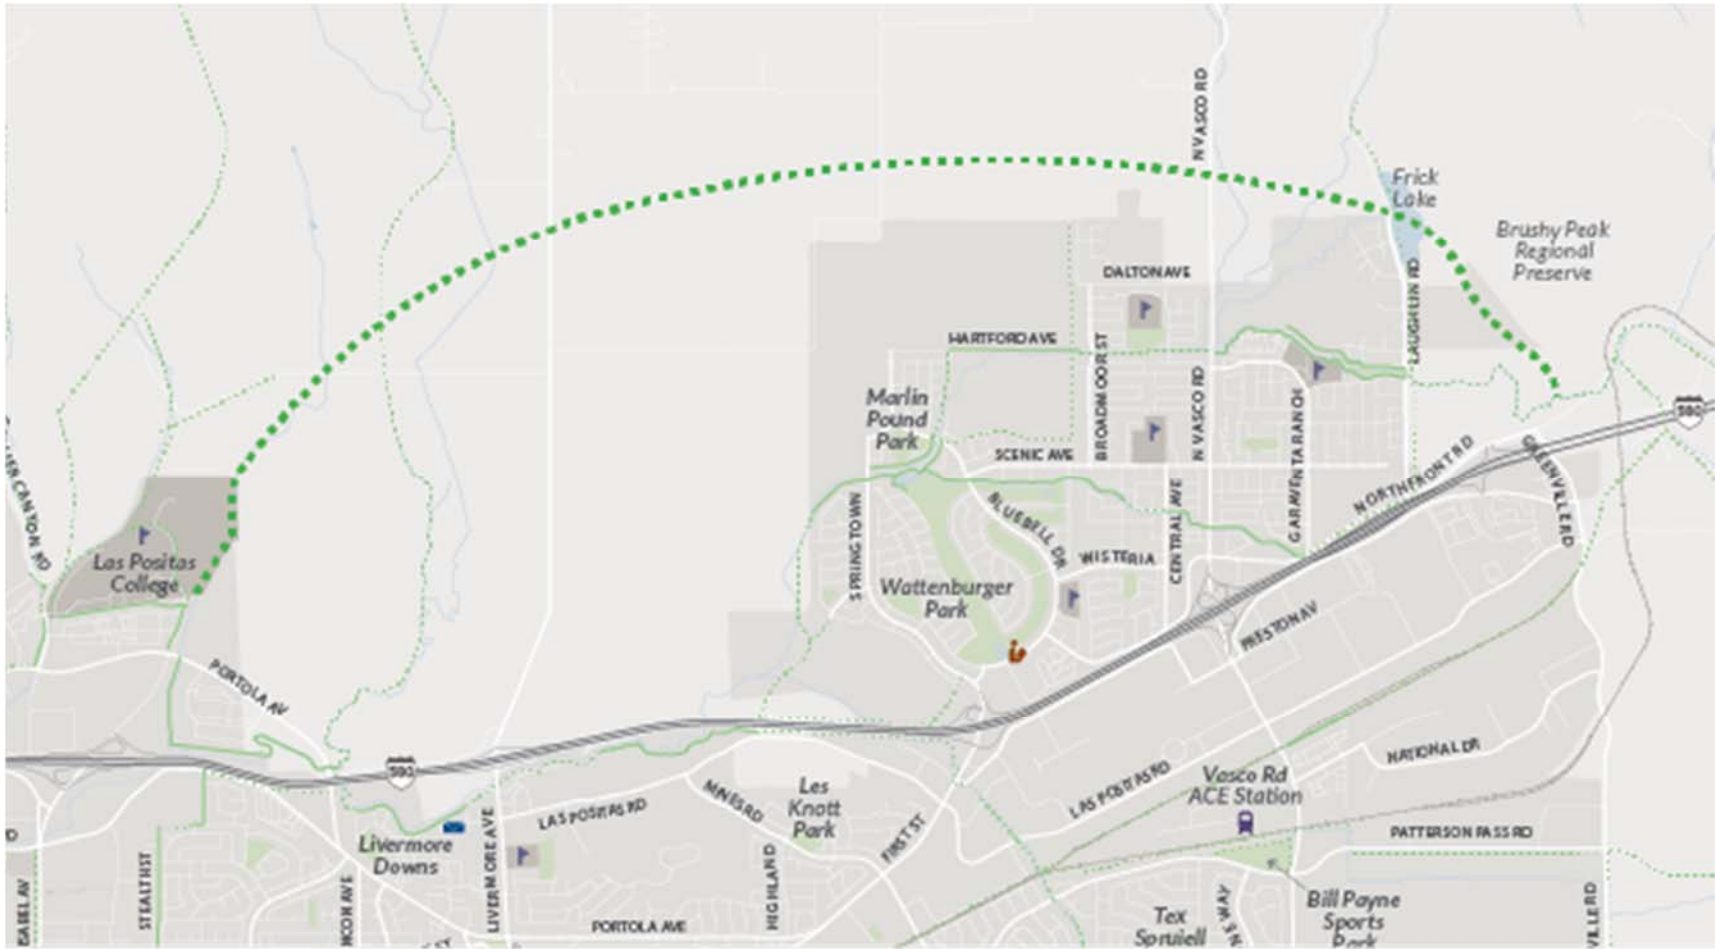 N VASCO RD
Frick
Lake
Brushy Peak
Regional
Preserve
DALTON AVE
LAUGHLIN RD
HARTFORD AVE
BROADMOOR ST
N VASCO RD
Marlin
Pound
Park
580
SCENIC AVE
GARAVENTA RANCH
NORTHFRONT RD
GREENVILLE RD
Las Positas
College
SPRINGTOWN
BLUEBELL DR
WISTERIA
CENTRAL AVE
Wattenburger
Park
PRESTON AV
PORTOLA AV
580
NATIONAL DR
Vasco Rd
ACE Station
LAS POSITAS RD
Les
Knott
Park
MINES RD
LAS POSITAS RD
FIRST ST
PATTERSON PASS RD
Livermore
Downs
LIVERMORE AVE
HIGHLAND
STEALTH ST
PORTOLA AVE
Bill Payne
Sports
Park
Tex
Spruiell